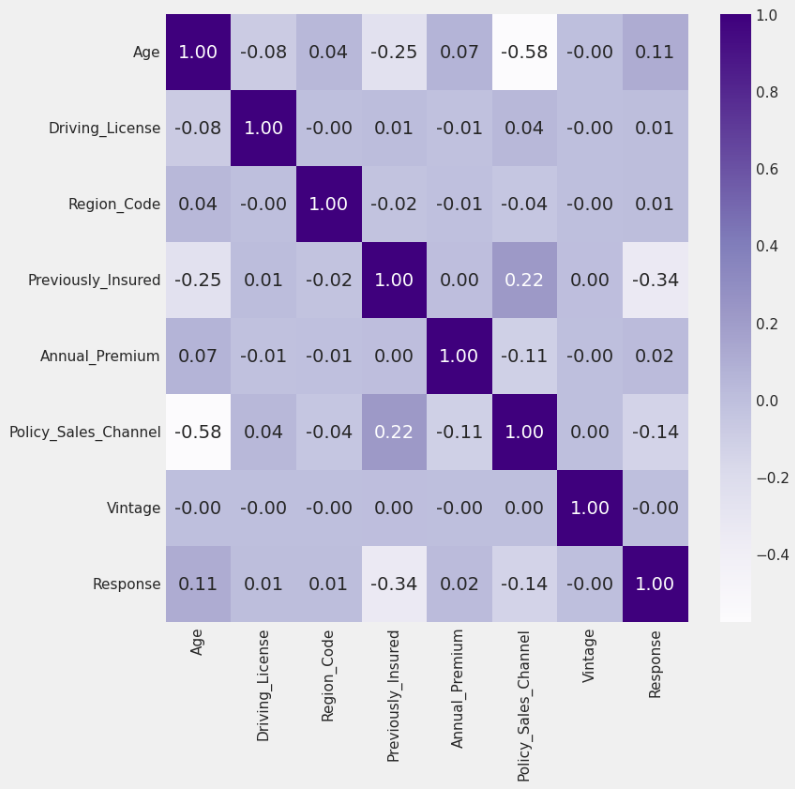 Age 1.00 -0.08 0.04 -0.25 0.07 -0.58 -0.00 0.11
Driving_License -0.08 1.00 -0.00 0.01 -0.01 0.04 -0.00 0.01
Region_Code 0.04 -0.00 1.00 -0.02 -0.01 -0.04 -0.00 0.01
Previously_Insured -0.25 0.01 -0.02 1.00 0.00 0.22 0.00 -0.34
Annual_Premium 0.07 -0.01 -0.01 0.00 1.00 -0.11 -0.00 0.02
Policy_Sales_Channel -0.58 0.04 -0.04 0.22 -0.11 1.00 0.00 -0.14
Vintage -0.00 -0.00 -0.00 0.00 -0.00 0.00 1.00 -0.00
Response 0.11 0.01 0.01 -0.34 0.02 -0.14 -0.00 1.00
Age
Driving_License
Region_Code
Previously_Insured
Annual_Premium
Policy_Sales_Channel
Vintage
Response
1.0
0.8
0.6
0.4
0.2
0.0
−0.2
−0.4